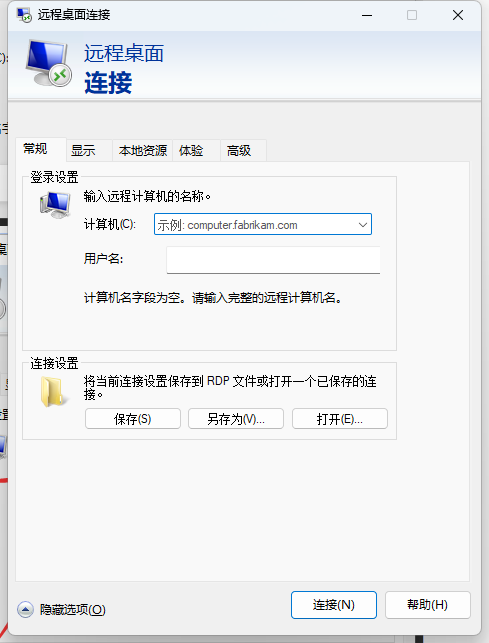 远程桌面连接
远程桌面
连接
常规 显示 本地资源 体验 高级
登录设置
输入远程计算机的名称。
计算机(C): 示例: computer.fabrikam.com
用户名:
计算机名字段为空。请输入完整的远程计算机名。
连接设置
将当前连接设置保存到 RDP 文件或打开一个已保存的连
接。
保存(S) 另存为(V)... 打开(E)...
隐藏选项(O) 连接(N) 帮助(H)